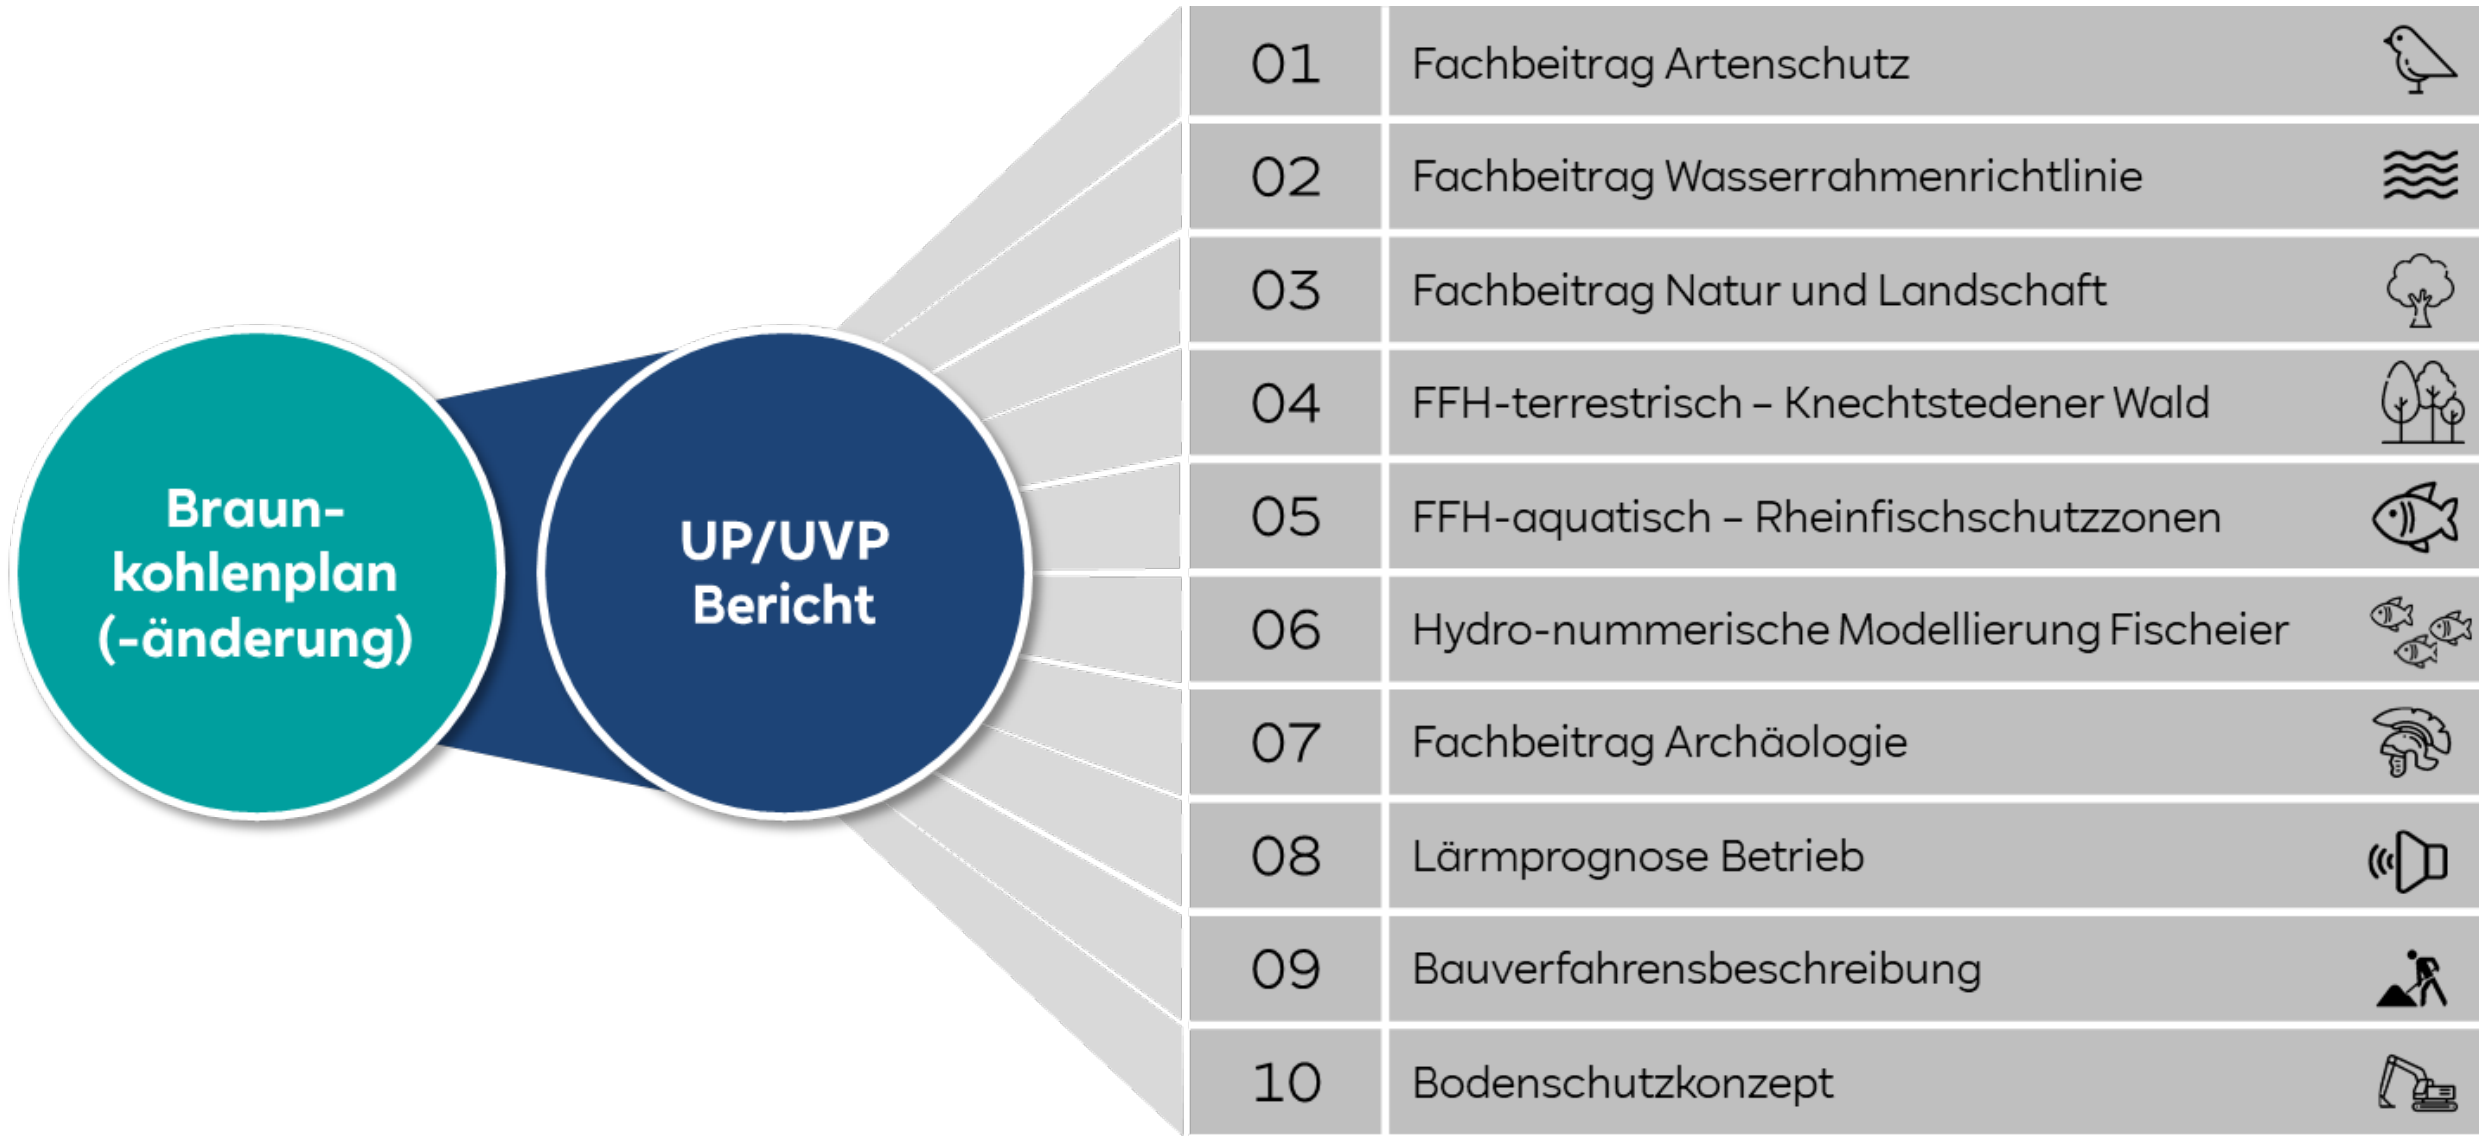 Braun-
kohlenplan
(-änderung)
UP/UVP
Bericht
01 Fachbeitrag Artenschutz
02 Fachbeitrag Wasserrahmenrichtlinie
03 Fachbeitrag Natur und Landschaft
04 FFH-terrestrisch – Knechtstedener Wald
05 FFH-aquatisch – Rheinfischschutzzonen
06 Hydro-nummerische Modellierung Fischeier
07 Fachbeitrag Archäologie
08 Lärmprognose Betrieb
09 Bauverfahrensbeschreibung
10 Bodenschutzkonzept